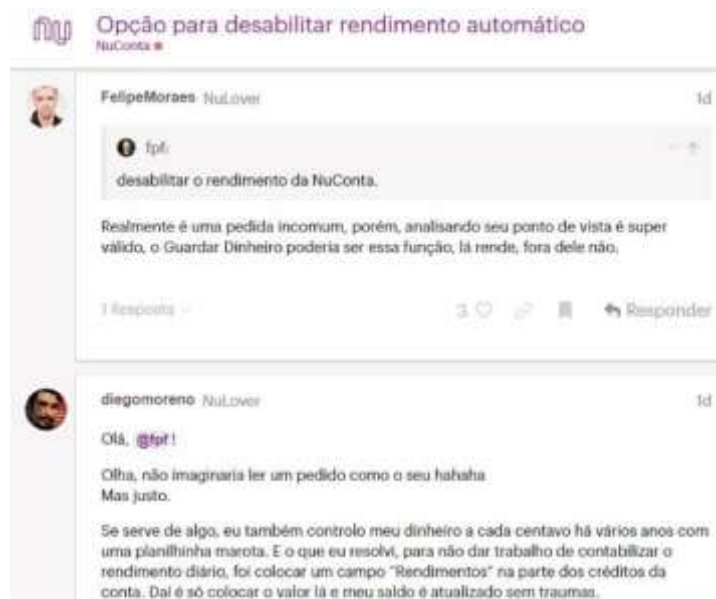 nu Opção para desabilitar rendimento automático
NuConta
FelipeMoraes NuLover 1d
fpf:
desabilitar o rendimento da NuConta.
Realmente é uma pedida incomum, porém, analisando seu ponto de vista é super
válido, o Guardar Dinheiro poderia ser essa função, lá rende, fora dele não.
1 Resposta 3 Responder
diegomoreno NuLover 1d
Olá, @fpf !
Olha, não imaginaria ler um pedido como o seu hahaha
Mas justo.
Se serve de algo, eu também controlo meu dinheiro a cada centavo há vários anos com
uma planilhinha marota. E o que eu resolvi, para não dar trabalho de contabilizar o
rendimento diário, foi colocar um campo "Rendimentos" na parte dos créditos da
conta. Daí é só colocar o valor lá e meu saldo é atualizado sem traumas.